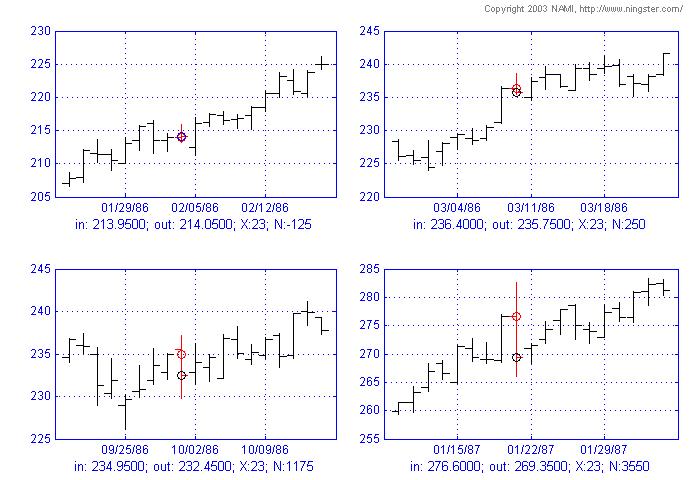 Copyright 2003 NAMI, http://www.ningster.com/
230
225
220
215
210
205
01/29/86 02/05/86 02/12/86
in: 213.9500; out: 214.0500; X:23; N:-125
245
240
235
230
225
220
03/04/86 03/11/86 03/18/86
in: 236.4000; out: 235.7500; X:23; N:250
245
240
235
230
225
09/25/86 10/02/86 10/09/86
in: 234.9500; out: 232.4500; X:23; N:1175
285
280
275
270
265
260
255
01/15/87 01/22/87 01/29/87
in: 276.6000; out: 269.3500; X:23; N:3550